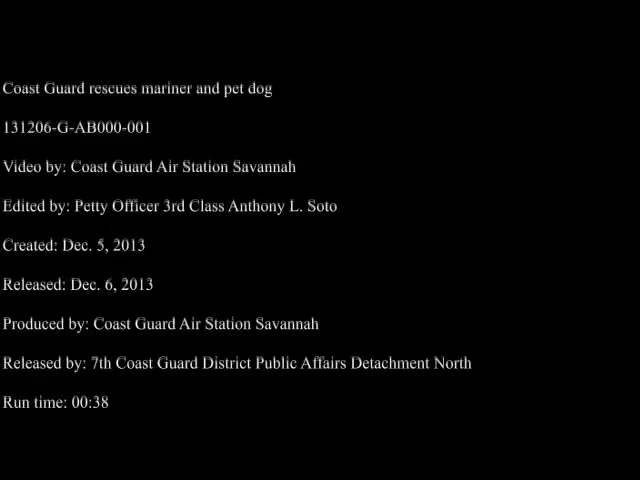 Coast Guard rescues mariner and pet dog
131206-G-AB000-001
Video by: Coast Guard Air Station Savannah
Edited by: Petty Officer 3rd Class Anthony L. Soto
Created: Dec. 5, 2013
Released: Dec. 6, 2013
Produced by: Coast Guard Air Station Savannah
Released by: 7th Coast Guard District Public Affairs Detachment North
Run time: 00:38